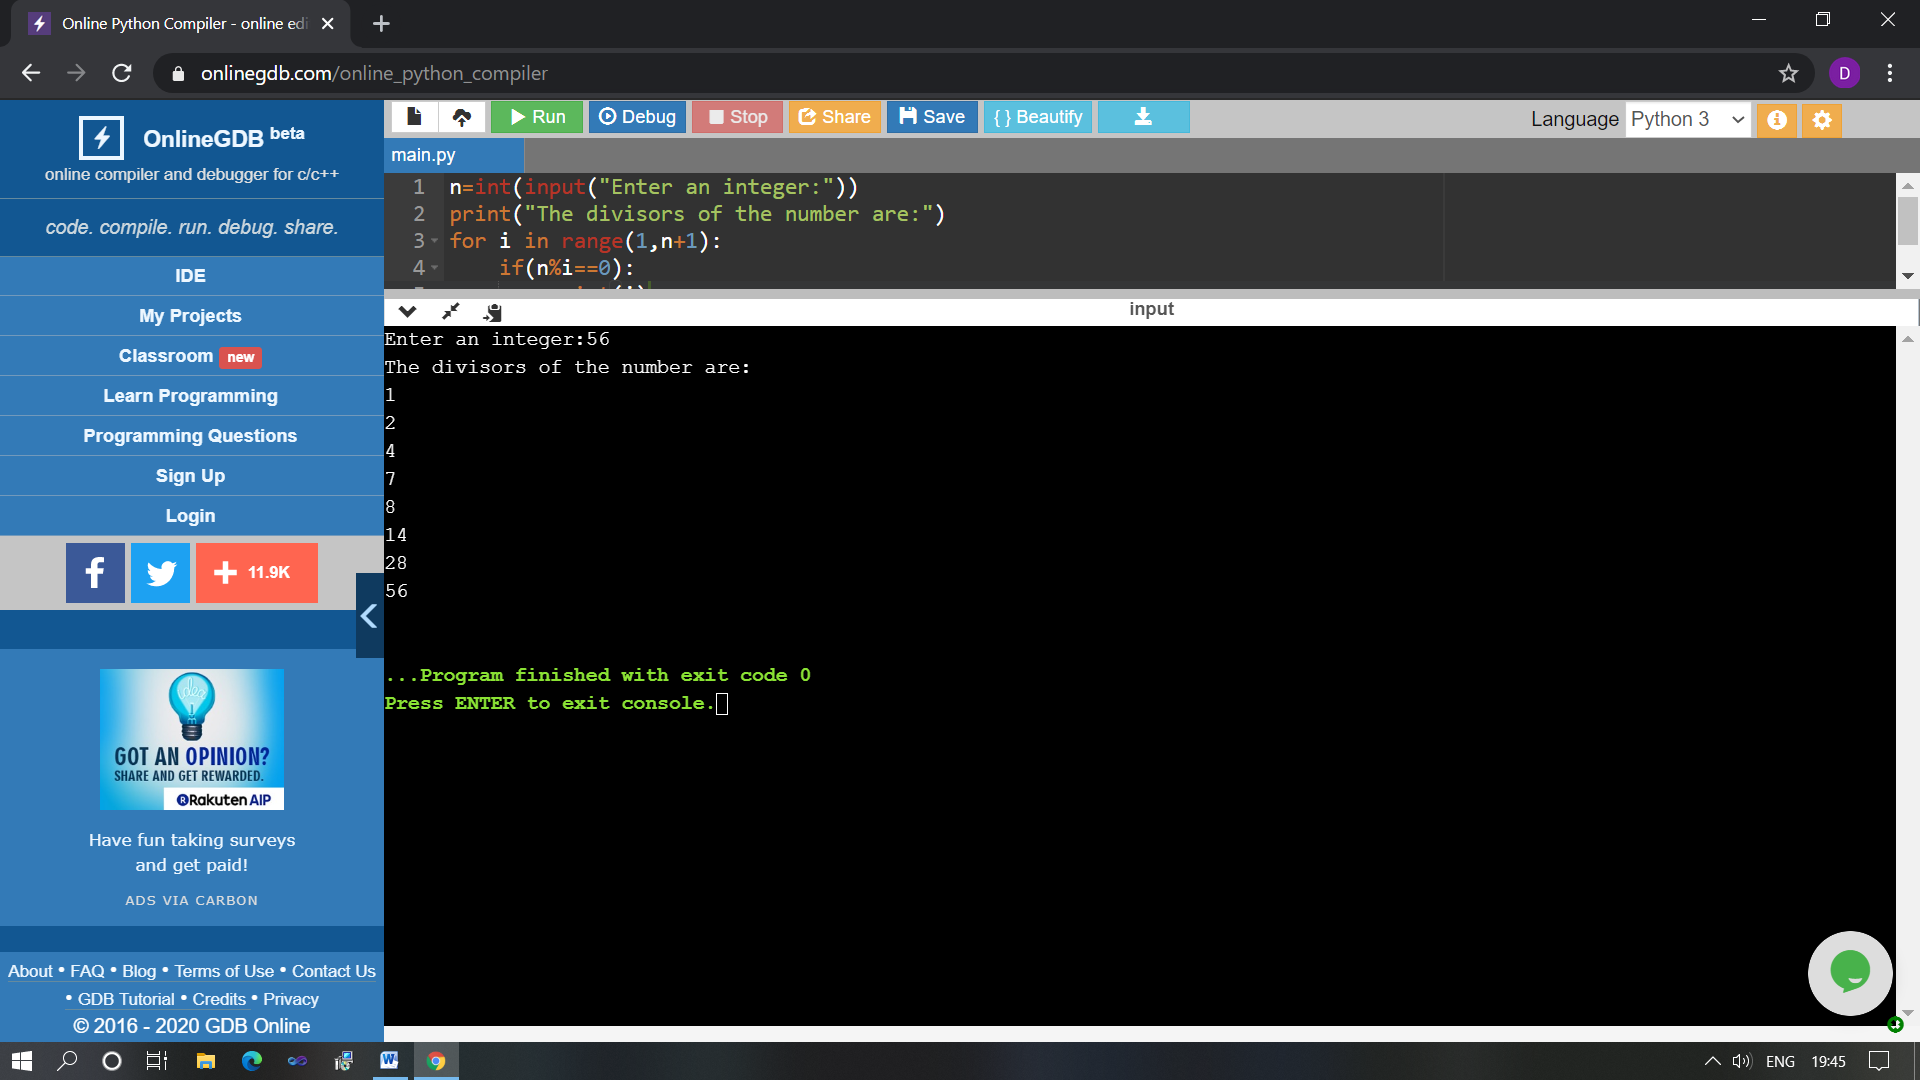 Online Python Compiler - online edi
onlinegdb.com/online_python_compiler
D
OnlineGDB beta
online compiler and debugger for c/c++
code. compile. run. debug. share.
IDE
My Projects
Classroom new
Learn Programming
Programming Questions
Sign Up
Login
11.9K
idea
GOT AN OPINION?
SHARE AND GET REWARDED.
Rakuten AIP
Have fun taking surveys
and get paid!
ADS VIA CARBON
About • FAQ • Blog • Terms of Use • Contact Us
• GDB Tutorial • Credits • Privacy
© 2016 - 2020 GDB Online
Run Debug Stop Share Save { } Beautify
Language Python 3
main.py
1 n=int(input("Enter an integer:"))
2 print("The divisors of the number are:")
3 for i in range(1,n+1):
4 if(n%i==0):
input
Enter an integer:56
The divisors of the number are:
1
2
4
7
8
14
28
56
...Program finished with exit code 0
Press ENTER to exit console.
ENG 19:45